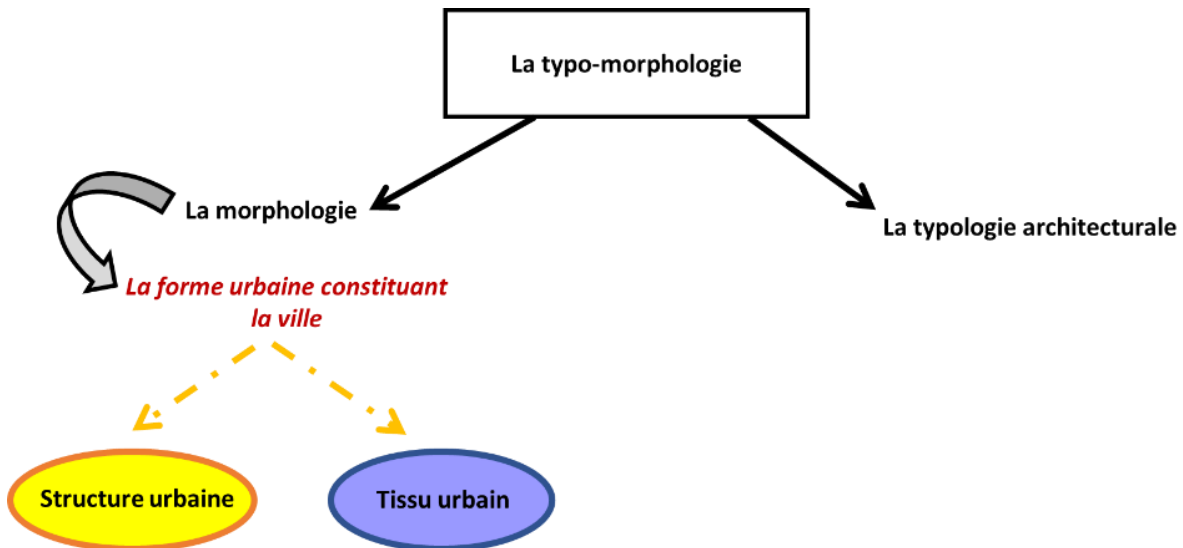 La typo-morphologie
La morphologie
La typologie architecturale
La forme urbaine constituant
la ville
Structure urbaine
Tissu urbain